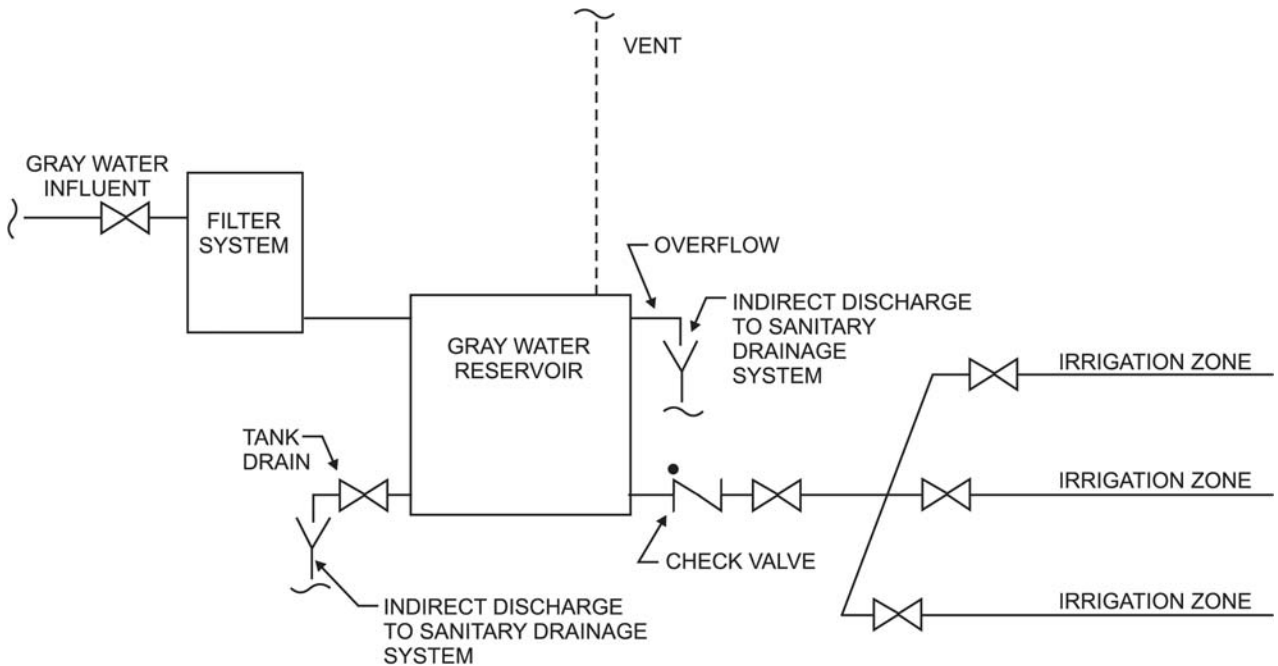 VENT
GRAY WATER
INFLUENT
FILTER
SYSTEM
OVERFLOW
INDIRECT DISCHARGE
TO SANITARY
DRAINAGE
SYSTEM
GRAY WATER
RESERVOIR
IRRIGATION ZONE
TANK
DRAIN
IRRIGATION ZONE
CHECK VALVE
IRRIGATION ZONE
INDIRECT DISCHARGE
TO SANITARY DRAINAGE
SYSTEM